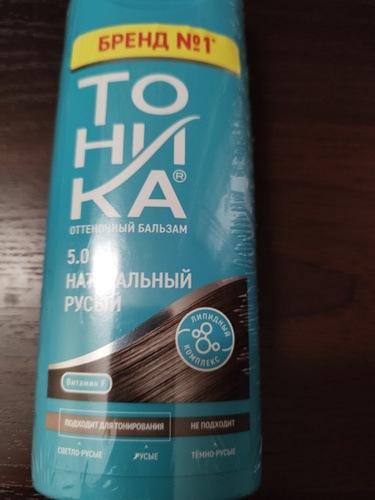 БРЕНД №1*
ТО
НИ
КА®
ОТТЕНОЧНЫЙ БАЛЬЗАМ
5.0
НАТУРАЛЬНЫЙ
РУСЫЙ
ЛИПИДНЫЙ
КОМПЛЕКС
Витамин F
ПОДХОДИТ ДЛЯ ТОНИРОВАНИЯ
НЕ ПОДХОДИТ
СВЕТЛО-РУСЫЕ
РУСЫЕ
ТЁМНО-РУСЫЕ